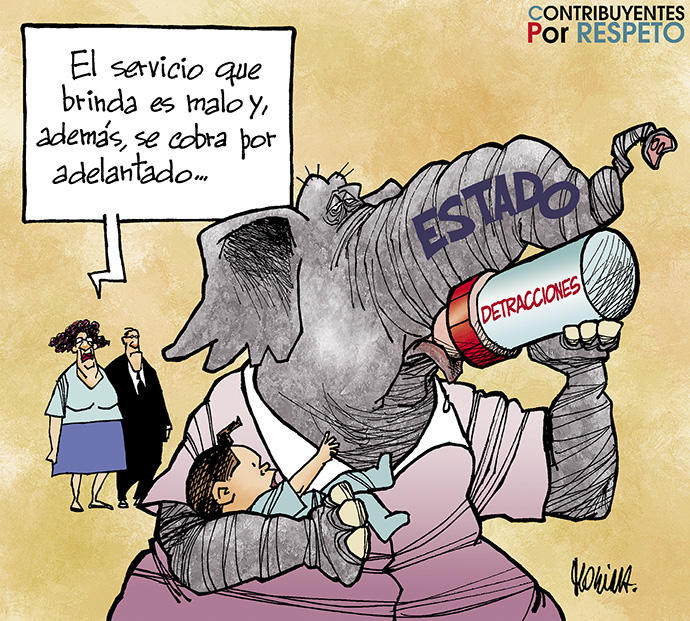 CONTRIBUYENTES
Por RESPETO
El servicio que
brinda es malo y,
además, se cobra por
adelantado...
ESTADO
DETRACCIONES